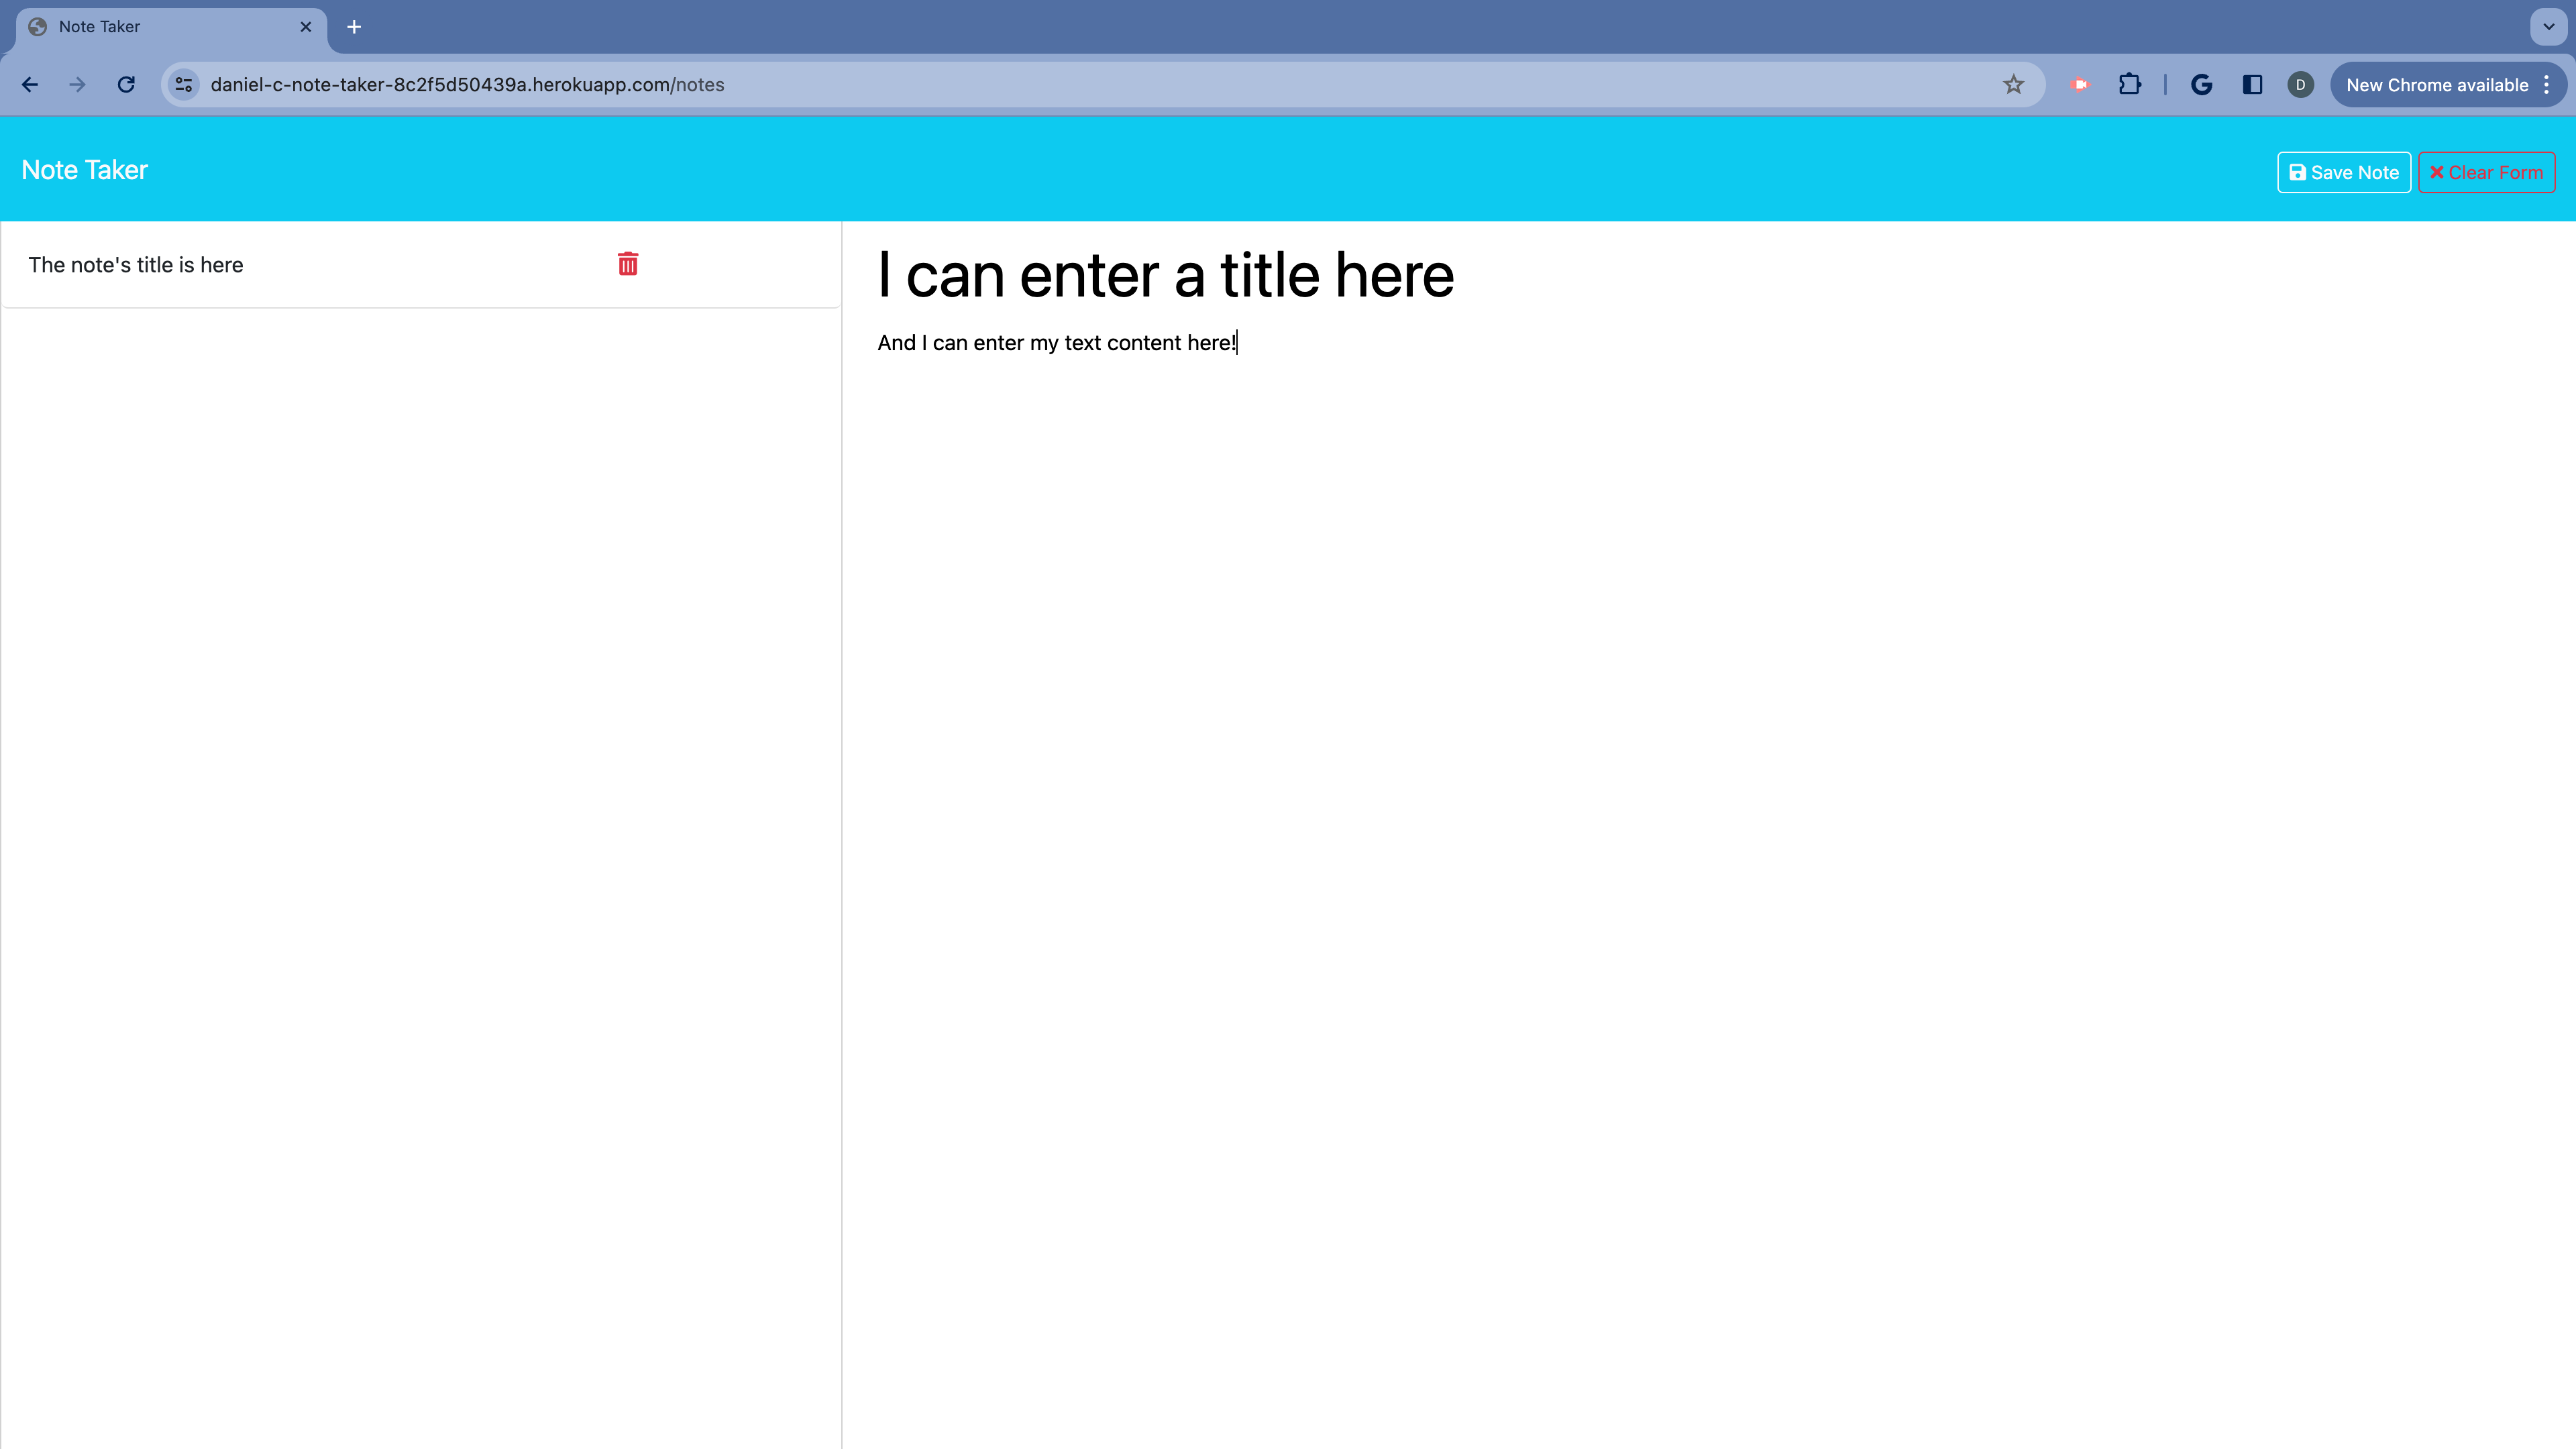 Note Taker
daniel-c-note-taker-8c2f5d50439a.herokuapp.com/notes
D
New Chrome available
Note Taker
Save Note
Clear Form
The note's title is here
I can enter a title here
And I can enter my text content here!